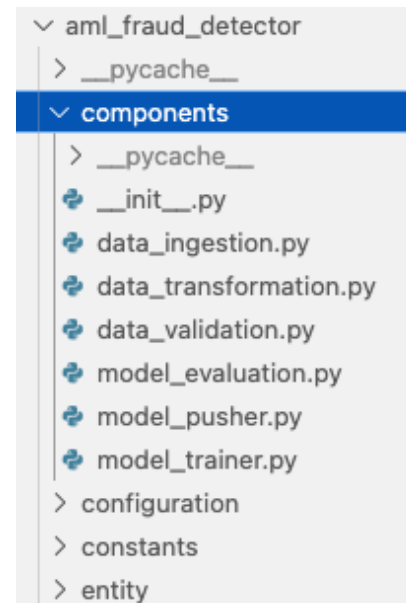 aml_fraud_detector
__pycache__
components
__pycache__
__init__.py
data_ingestion.py
data_transformation.py
data_validation.py
model_evaluation.py
model_pusher.py
model_trainer.py
configuration
constants
entity